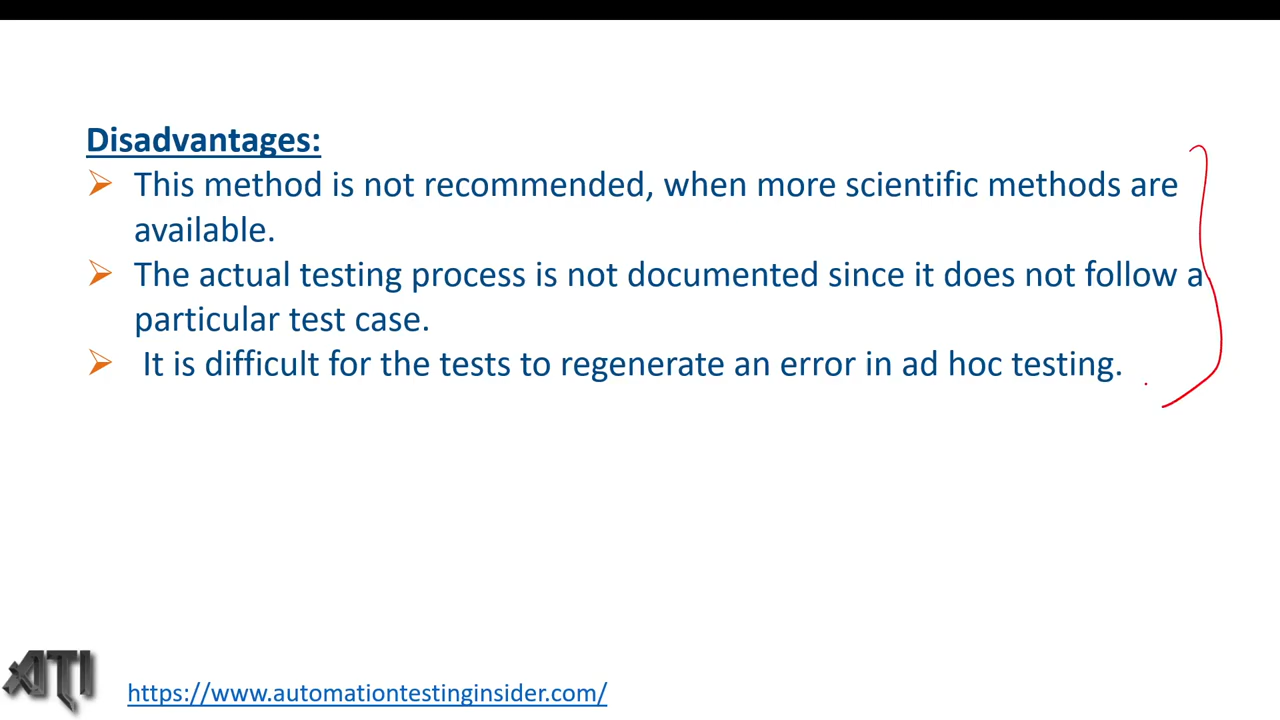 Disadvantages:
This method is not recommended, when more scientific methods are
available.
The actual testing process is not documented since it does not follow a
particular test case.
It is difficult for the tests to regenerate an error in ad hoc testing.
ATI
https://www.automationtestinginsider.com/